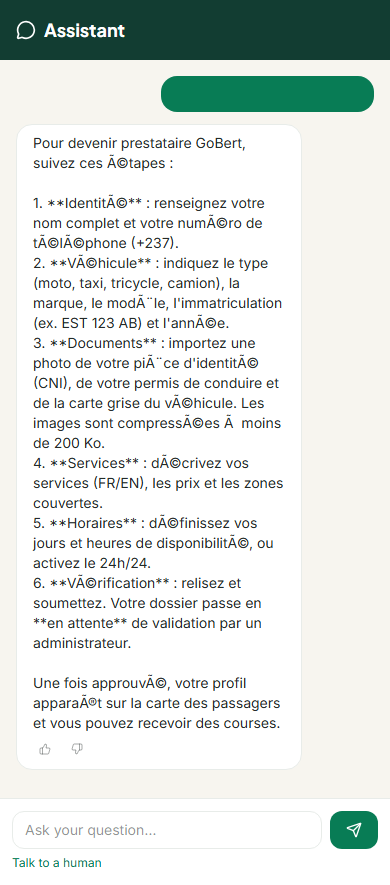 Assistant
Pour devenir prestataire GoBert,
suivez ces Ã©tapes :
1. **IdentitÃ©** : renseignez votre
nom complet et votre numÃ©ro de
tÃ©lÃ©phone (+237).
2. **VÃ©hicule** : indiquez le type
(moto, taxi, tricycle, camion), la
marque, le modÃ¨le, l'immatriculation
(ex. EST 123 AB) et l'annÃ©e.
3. **Documents** : importez une
photo de votre piÃ¨ce d'identitÃ©
(CNI), de votre permis de conduire et
de la carte grise du vÃ©hicule. Les
images sont compressÃ©es Ã  moins
de 200 Ko.
4. **Services** : dÃ©crivez vos
services (FR/EN), les prix et les zones
couvertes.
5. **Horaires** : dÃ©finissez vos
jours et heures de disponibilitÃ©, ou
activez le 24h/24.
6. **VÃ©rification** : relisez et
soumettez. Votre dossier passe en
**en attente** de validation par un
administrateur.
Une fois approuvÃ©, votre profil
apparaÃ®t sur la carte des passagers
et vous pouvez recevoir des courses.
Ask your question...
Talk to a human